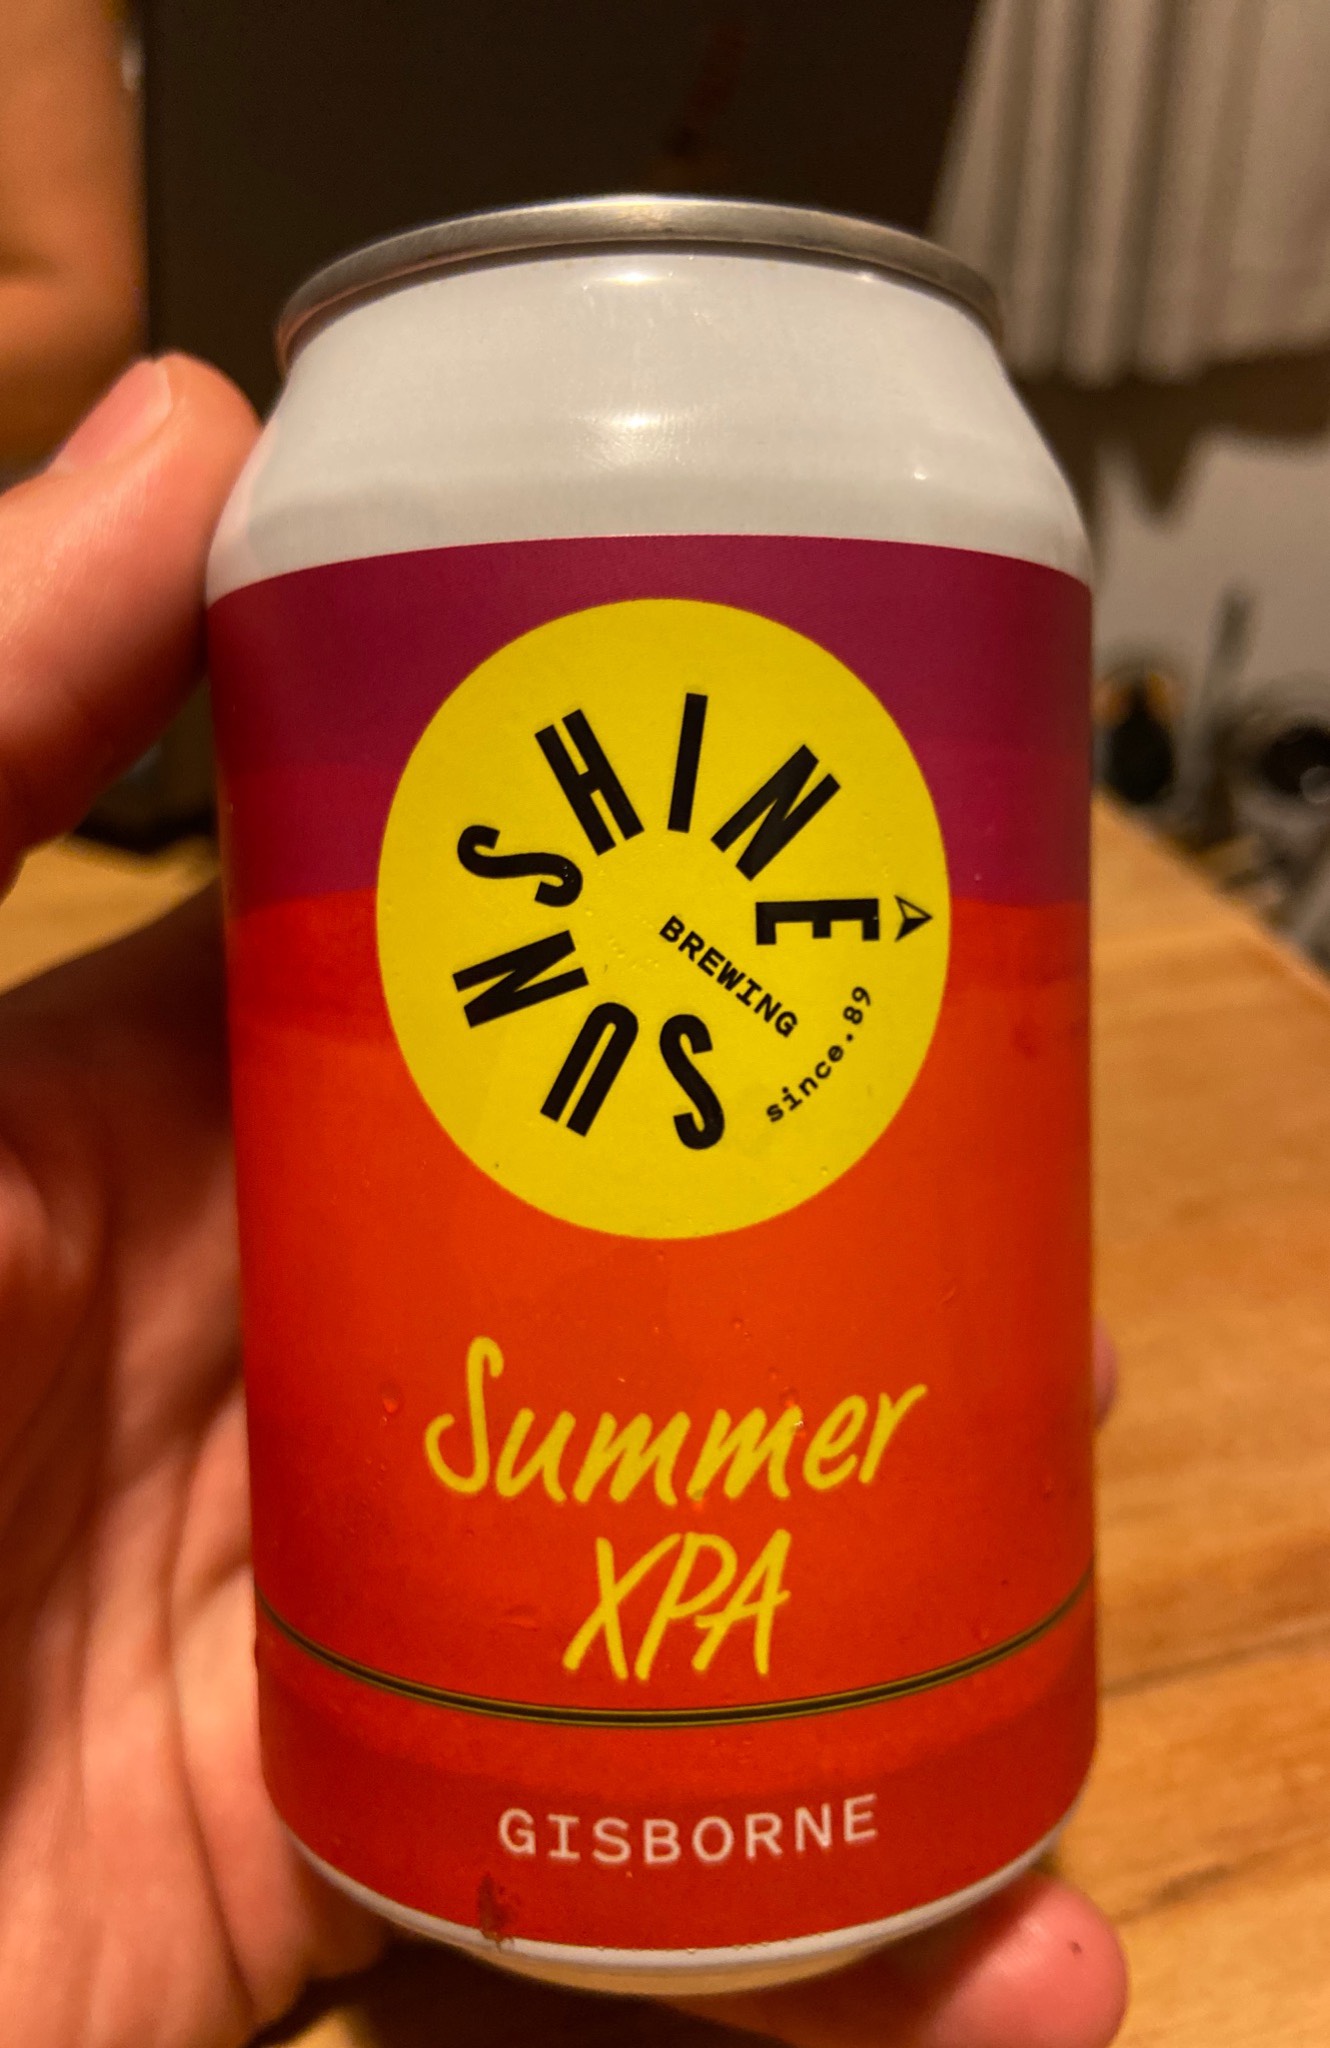 SUNSHINE
BREWING
since.89
Summer
XPA
GISBORNE